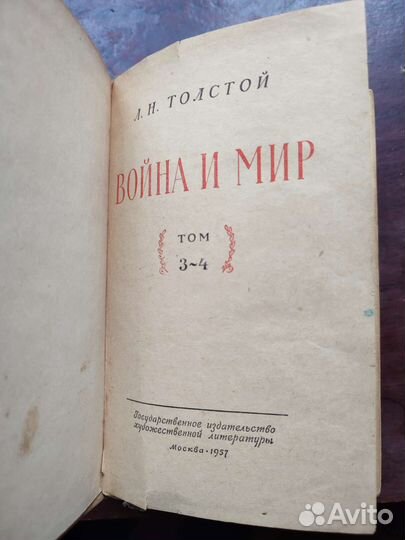 Л. Н. ТОЛСТОЙ
ВОЙНА И МИР
ТОМ
3~4
Государственное издательство
художественной литературы
Москва · 1957
Avito